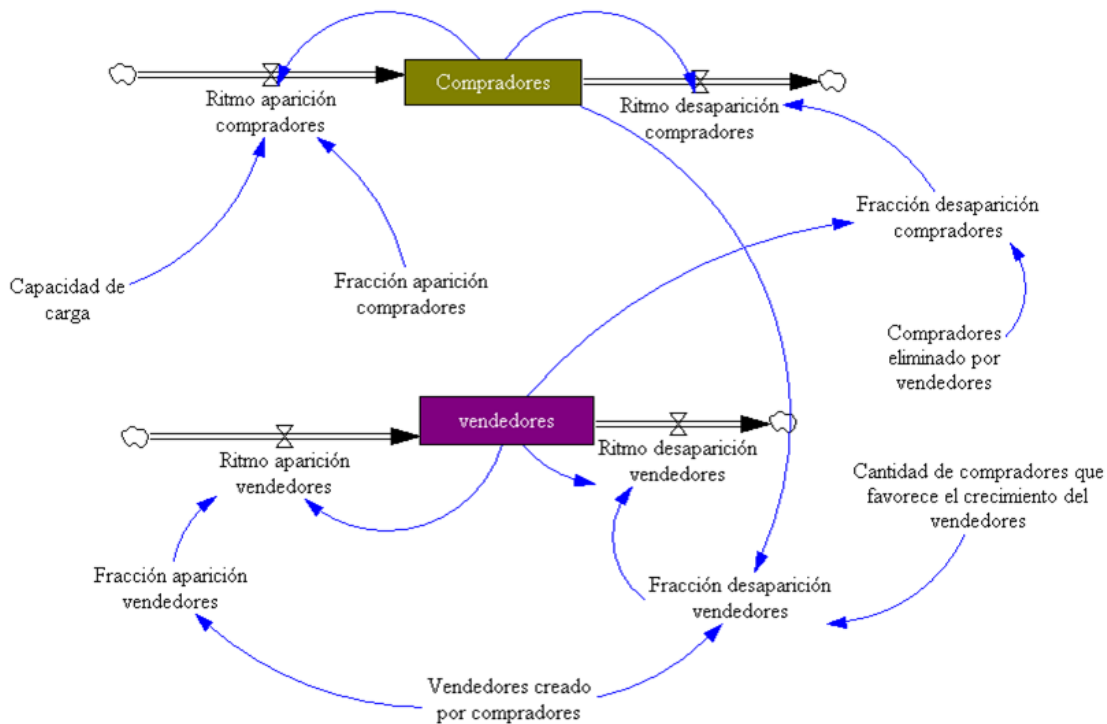 Compradores
Ritmo aparición
compradores
Ritmo desaparición
compradores
Fracción desaparición
compradores
Capacidad de
carga
Fracción aparición
compradores
Compradores
eliminado por
vendedores
vendedores
Ritmo aparición
vendedores
Ritmo desaparición
vendedores
Cantidad de compradores que
favorece el crecimiento del
vendedores
Fracción aparición
vendedores
Fracción desaparición
vendedores
Vendedores creado
por compradores